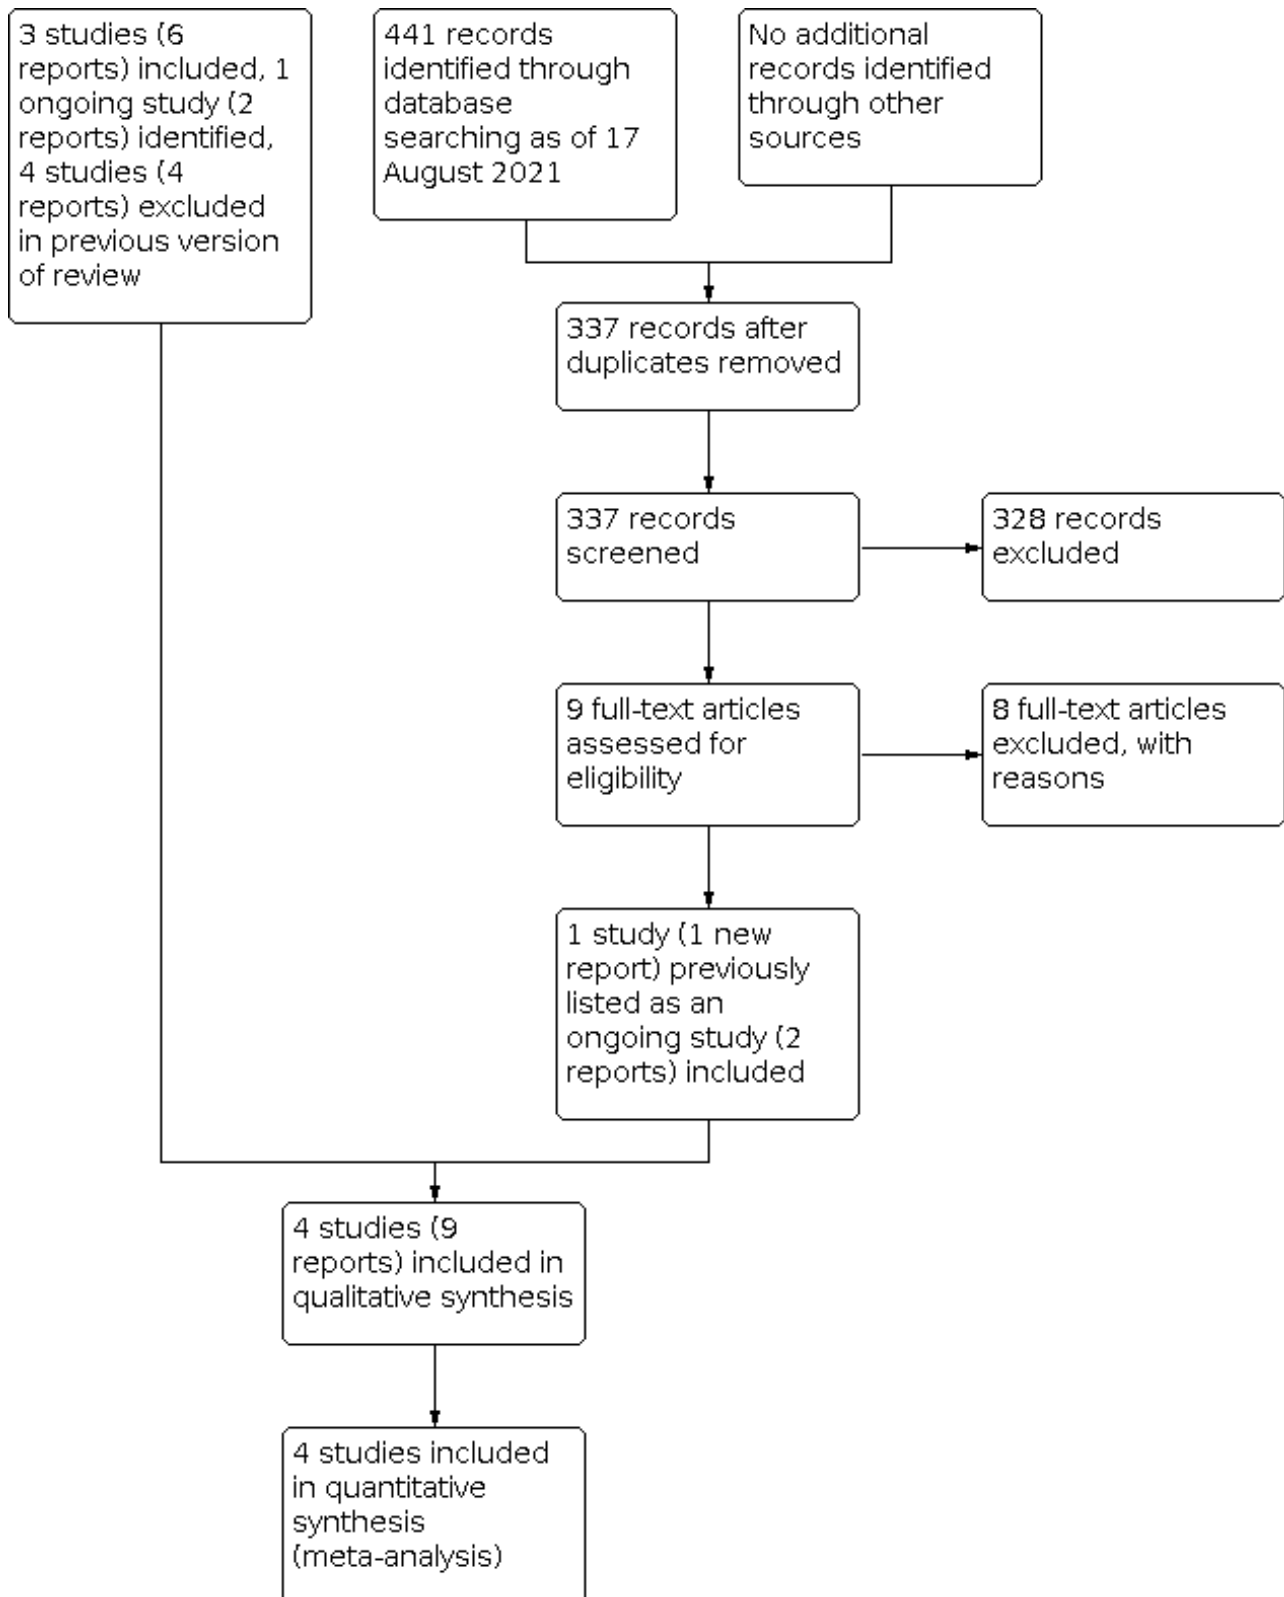 3 studies (6
reports) included, 1
ongoing study (2
reports) identified,
4 studies (4
reports) excluded
in previous version
of review
441 records
identified through
database
searching as of 17
August 2021
No additional
records identified
through other
sources
337 records after
duplicates removed
337 records
screened
328 records
excluded
9 full-text articles
assessed for
eligibility
8 full-text articles
excluded, with
reasons
1 study (1 new
report) previously
listed as an
ongoing study (2
reports) included
4 studies (9
reports) included in
qualitative synthesis
4 studies included
in quantitative
synthesis
(meta-analysis)